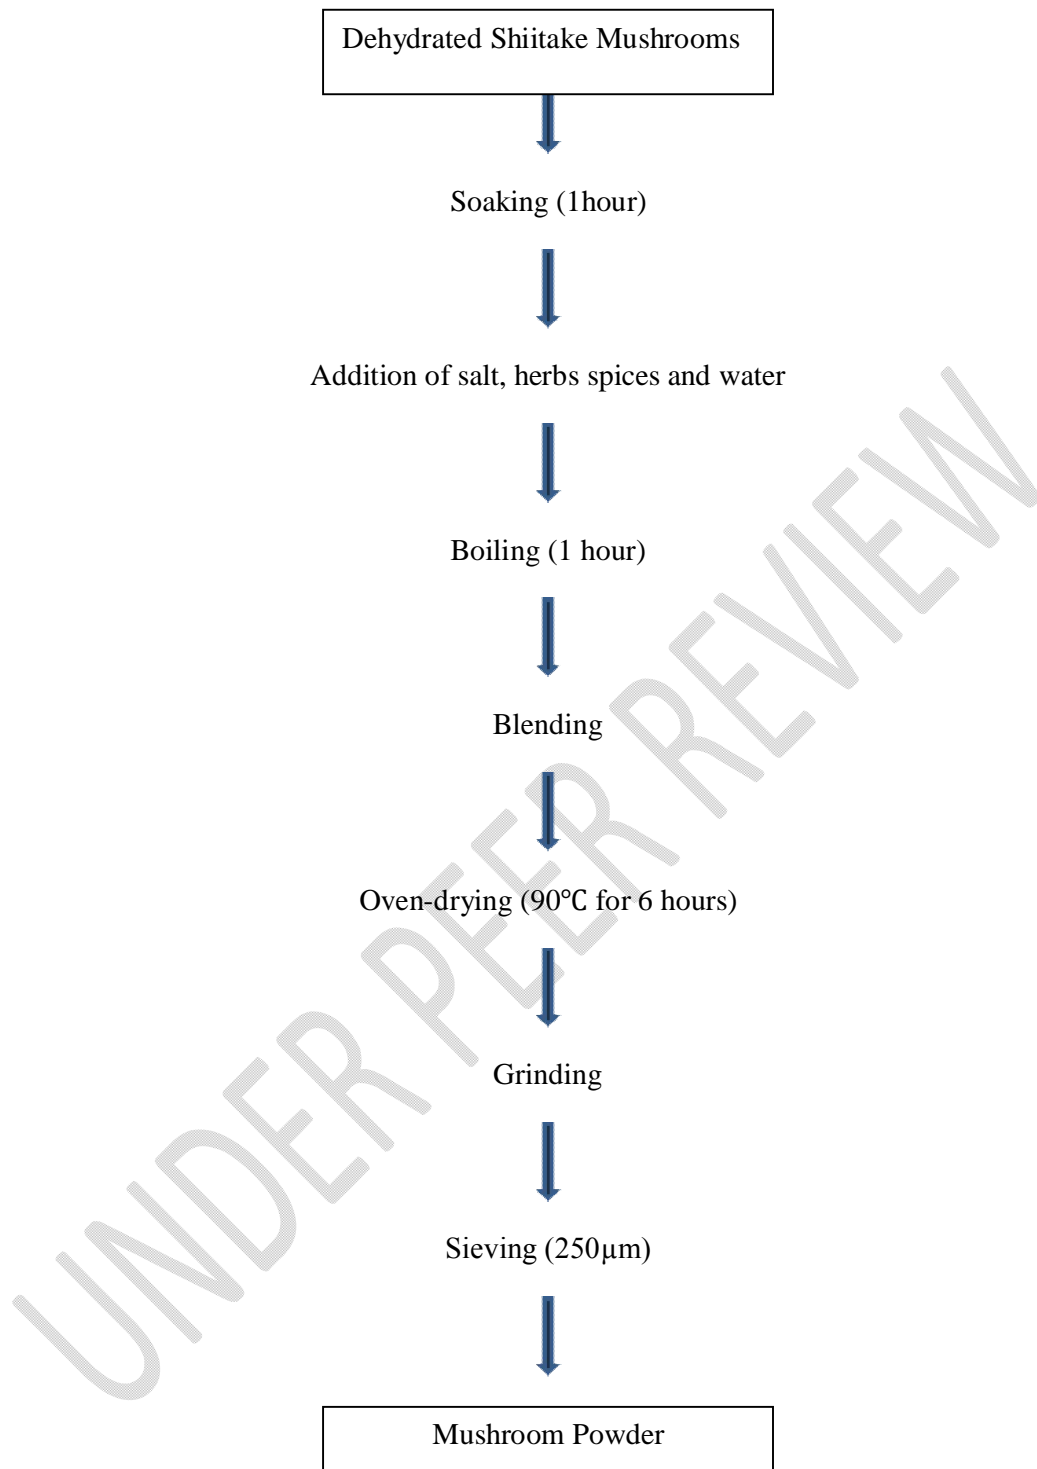 Dehydrated Shiitake Mushrooms
Soaking (1hour)
Addition of salt, herbs spices and water
Boiling (1 hour)
Blending
Oven-drying (90℃ for 6 hours)
Grinding
Sieving (250µm)
Mushroom Powder
UNDER PEER REVIEW